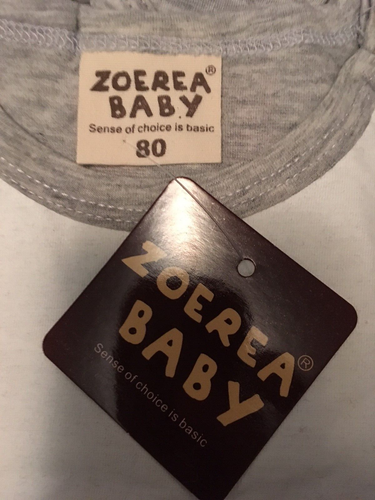 ZOEREA®
BABY
Sense of choice is basic
80
ZOEREA®
BABY
Sense of choice is basic